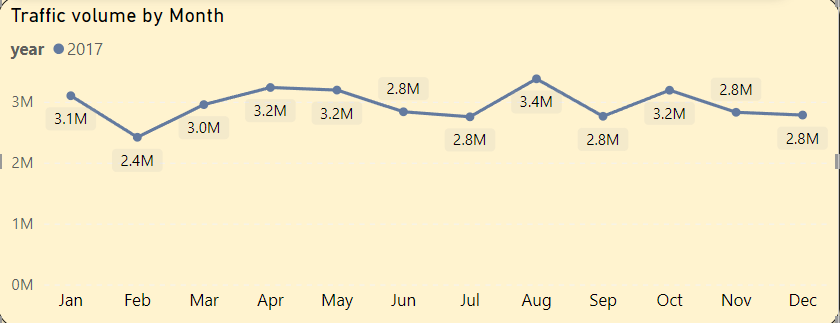 Traffic volume by Month
year 2017
3M
2M
1M
0M
3.1M
2.4M
3.0M
3.2M
3.2M
2.8M
2.8M
3.4M
2.8M
3.2M
2.8M
2.8M
Jan Feb Mar Apr May Jun Jul Aug Sep Oct Nov Dec